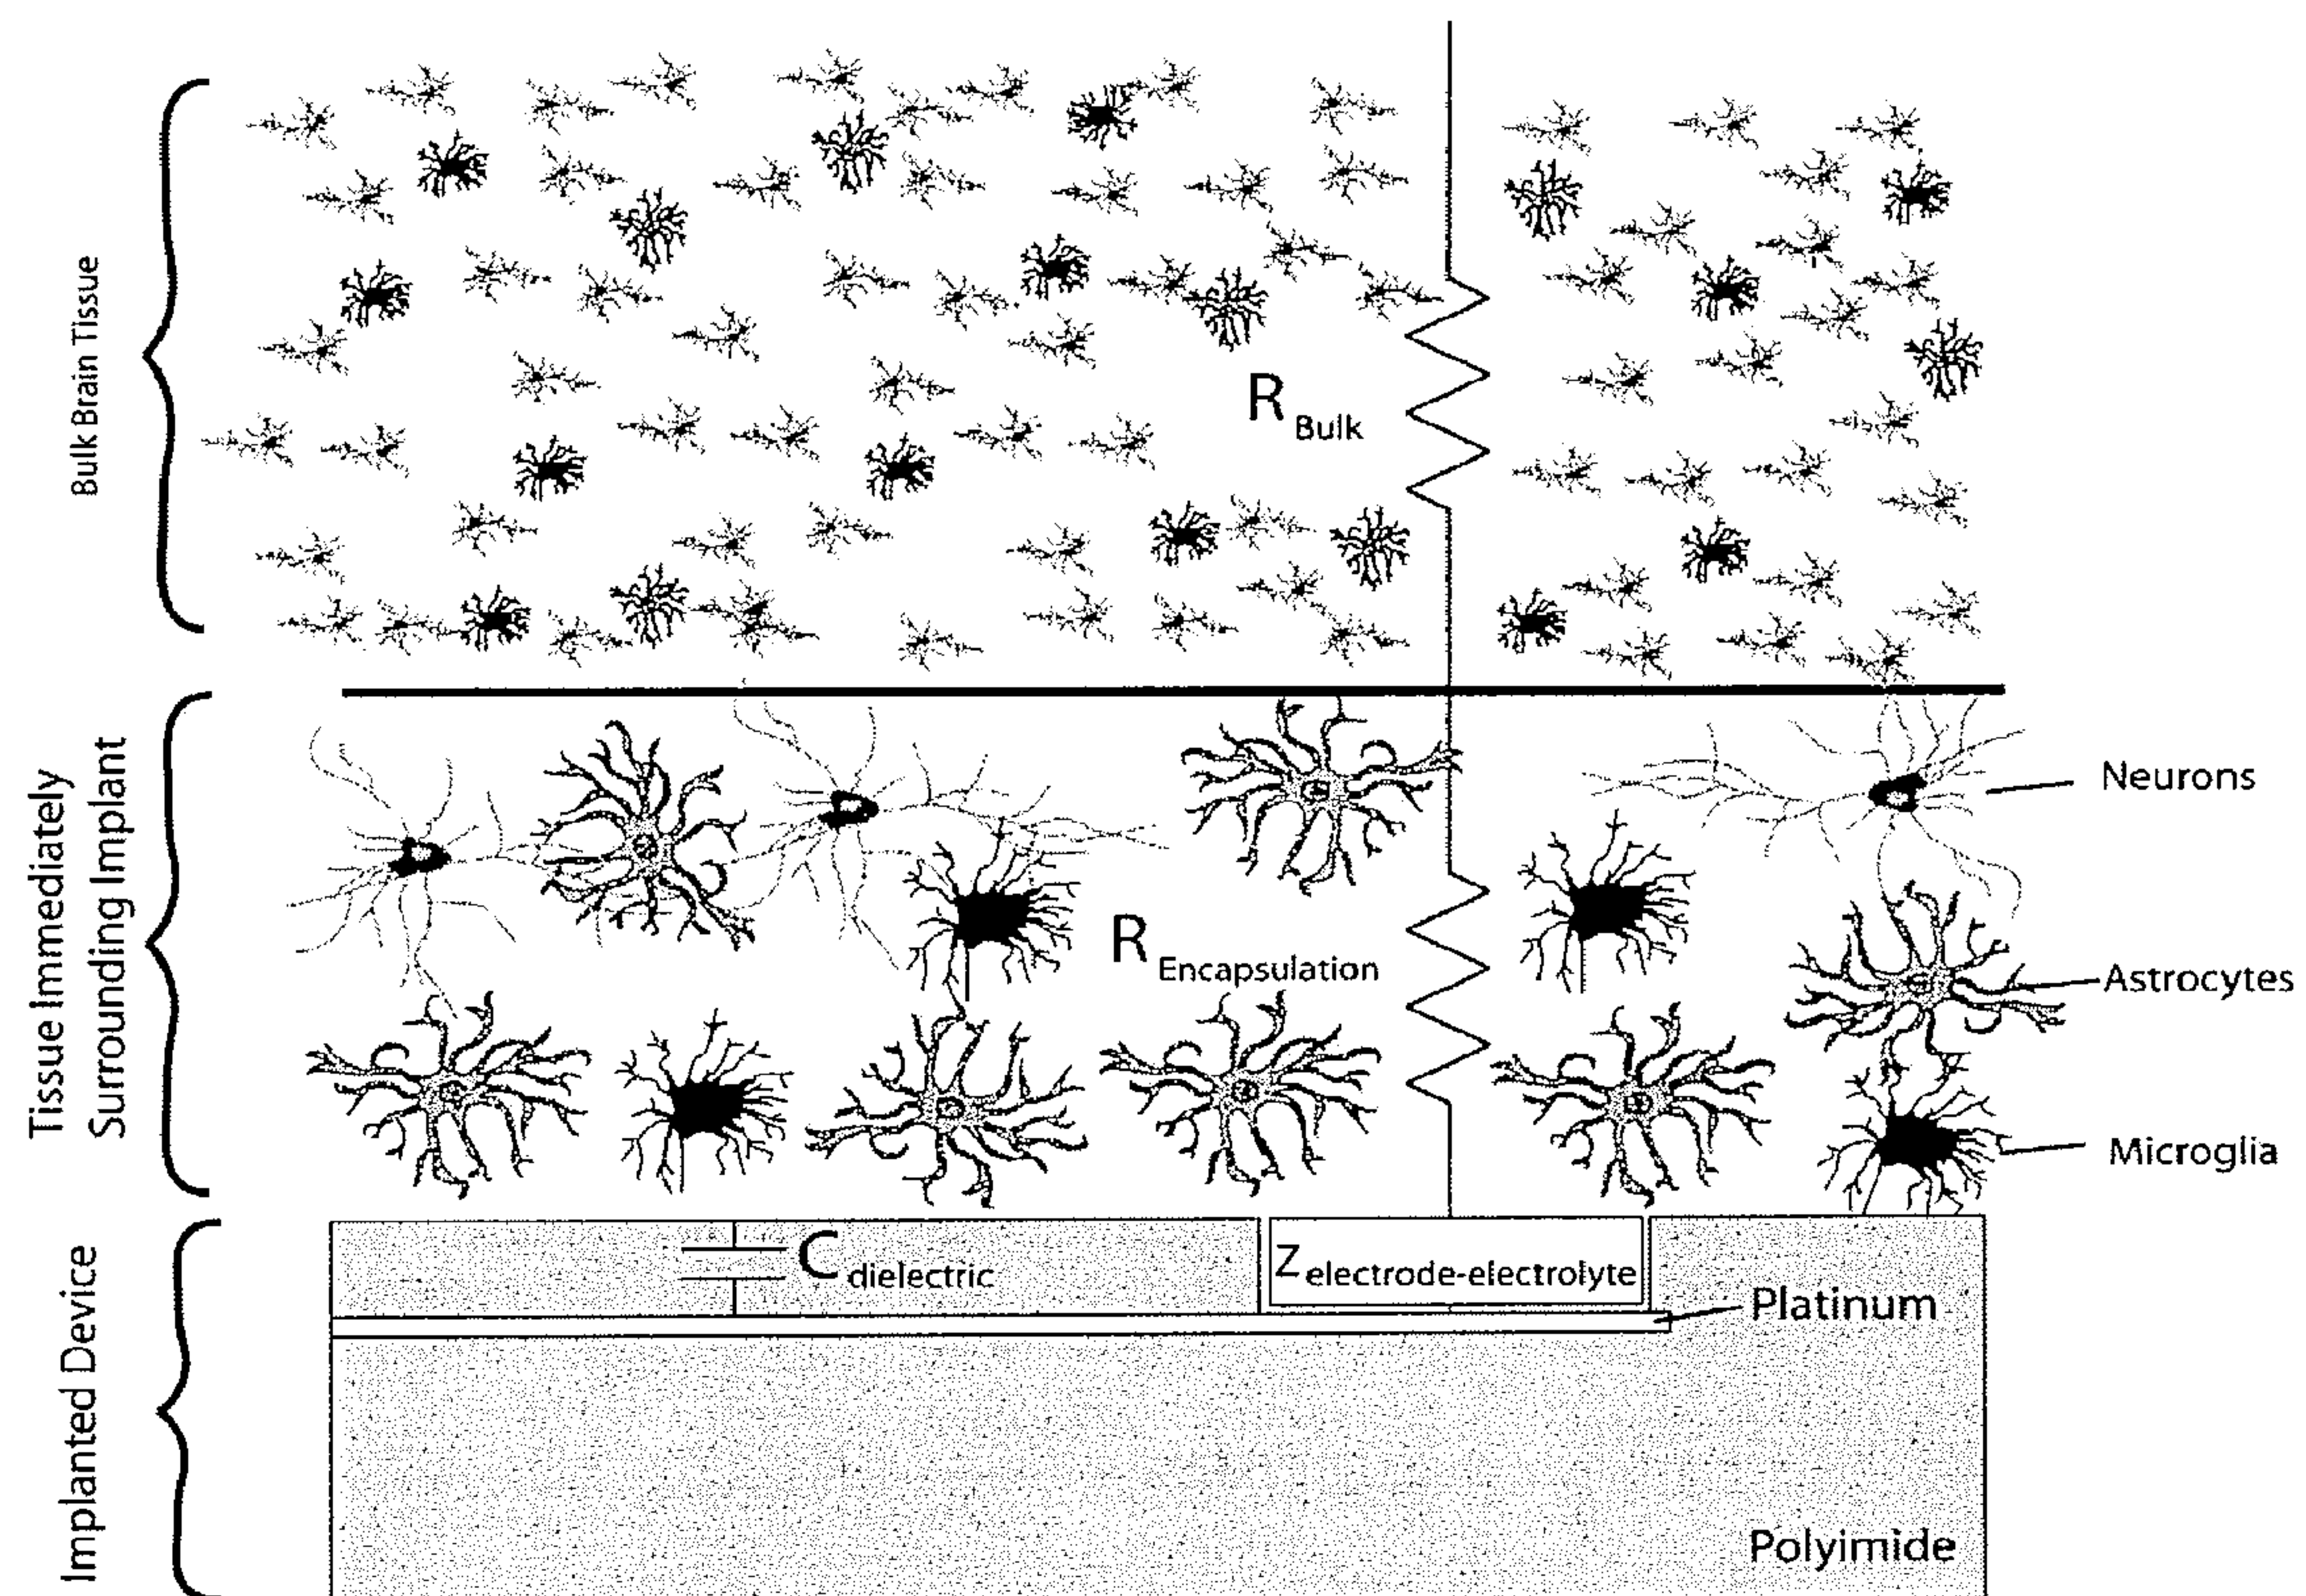 Bulk Brain Tissue
R Bulk
Tissue Immediately
Surrounding Implant
Neurons
R Encapsulation
Astrocytes
Microglia
Implanted Device
C dielectric
Z electrode-electrolyte
Platinum
Polyimide